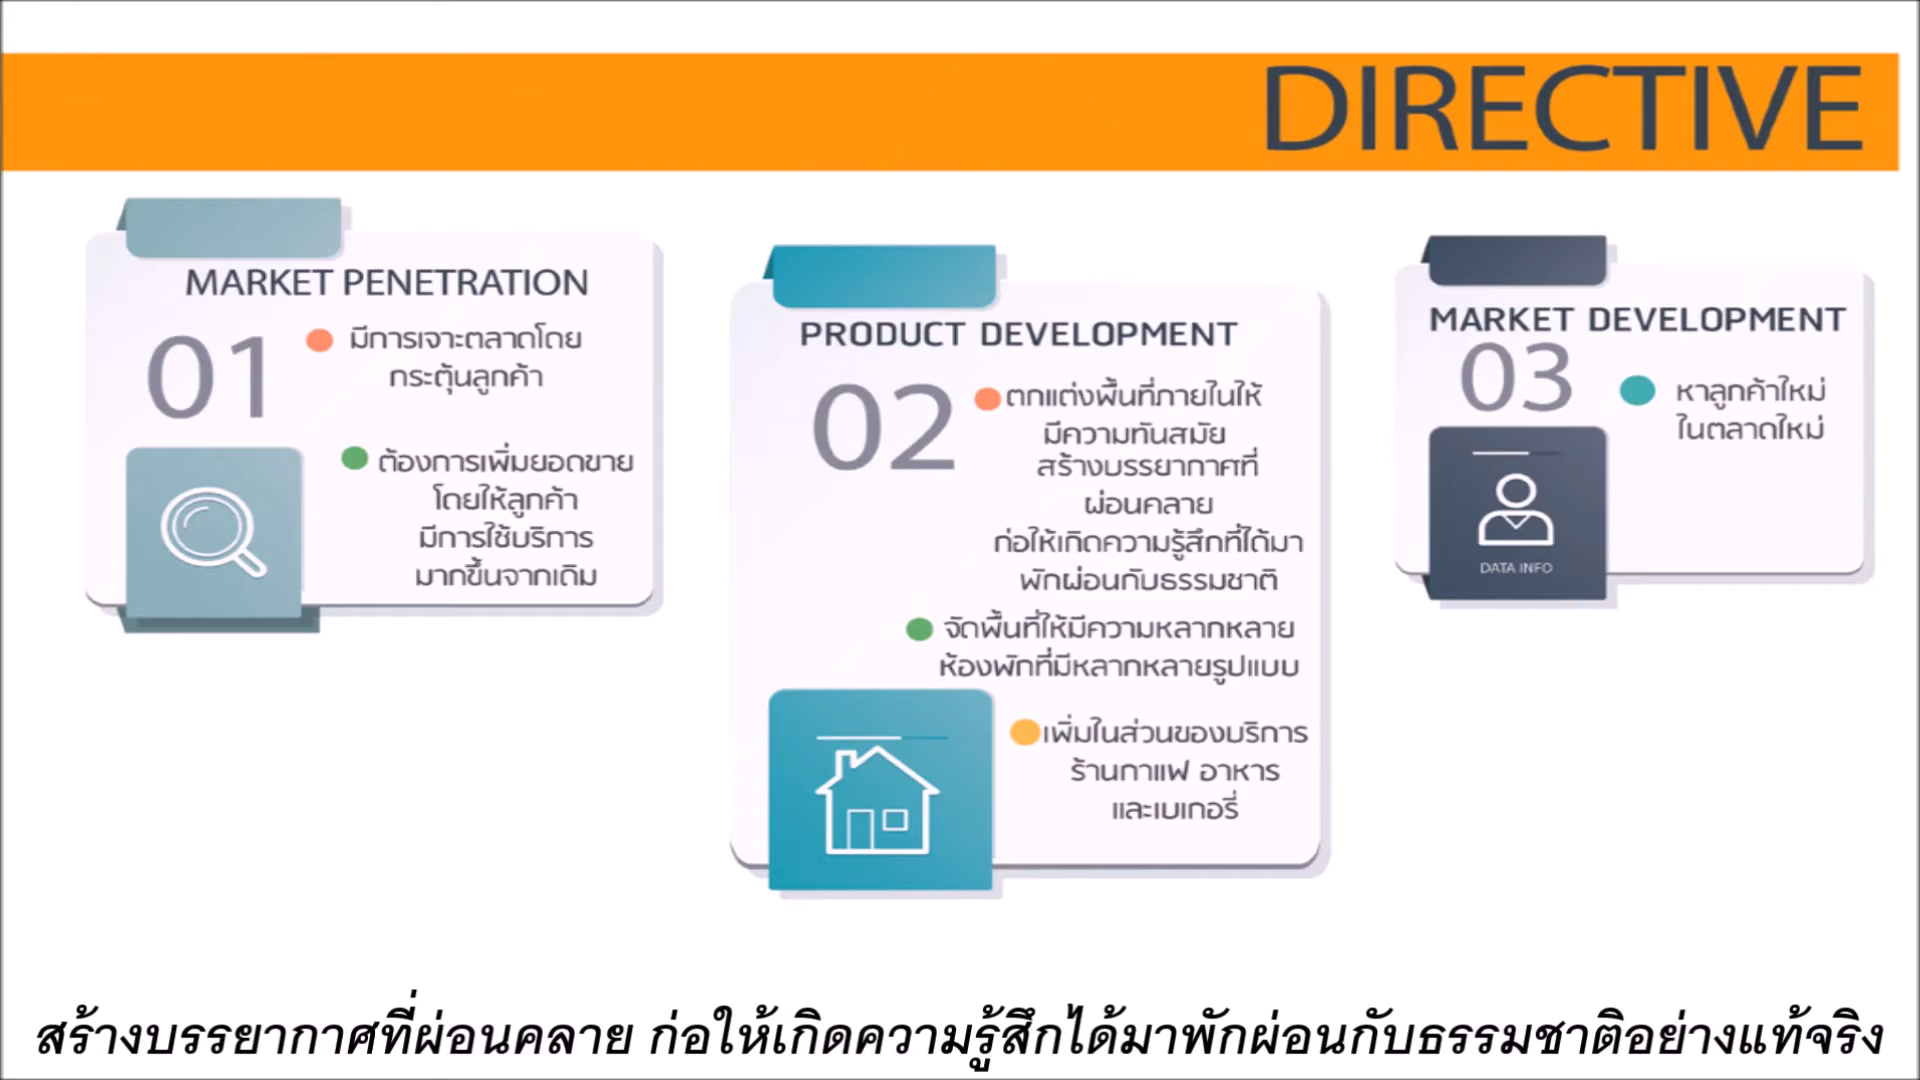 DIRECTIVE
MARKET PENETRATION
01
มีการเจาะตลาดโดย
กระตุ้นลูกค้า
ต้องการเพิ่มยอดขาย
โดยให้ลูกค้า
มีการใช้บริการ
มากขึ้นจากเดิม
PRODUCT DEVELOPMENT
02
ตกแต่งพื้นที่ภายในให้
มีความทันสมัย
สร้างบรรยากาศที่
ผ่อนคลาย
ก่อให้เกิดความรู้สึกที่ได้มา
พักผ่อนกับธรรมชาติ
จัดพื้นที่ให้มีความหลากหลาย
ห้องพักที่มีหลากหลายรูปแบบ
เพิ่มในส่วนของบริการ
ร้านกาแฟ อาหาร
และเบเกอรี่
MARKET DEVELOPMENT
03
หาลูกค้าใหม่
ในตลาดใหม่
DATA INFO
สร้างบรรยากาศที่ผ่อนคลาย ก่อให้เกิดความรู้สึกได้มาพักผ่อนกับธรรมชาติอย่างแท้จริง